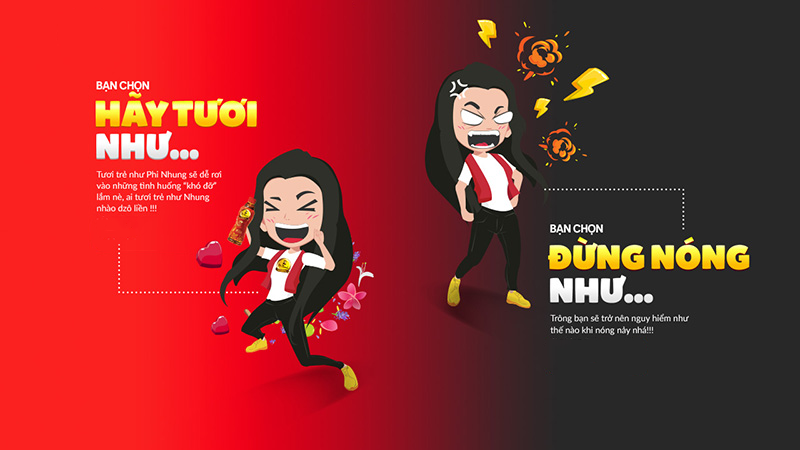 BẠN CHỌN
HÃY TƯƠI
NHƯ...
Tươi trẻ như Phi Nhung sẽ dễ rơi
vào những tình huống "khó đỡ"
lắm nè, ai tươi trẻ như Nhung
nhào dzô liền !!!
BẠN CHỌN
ĐỪNG NÓNG
NHƯ...
Trông bạn sẽ trở nên nguy hiểm như
thế nào khi nóng nảy nhá!!!